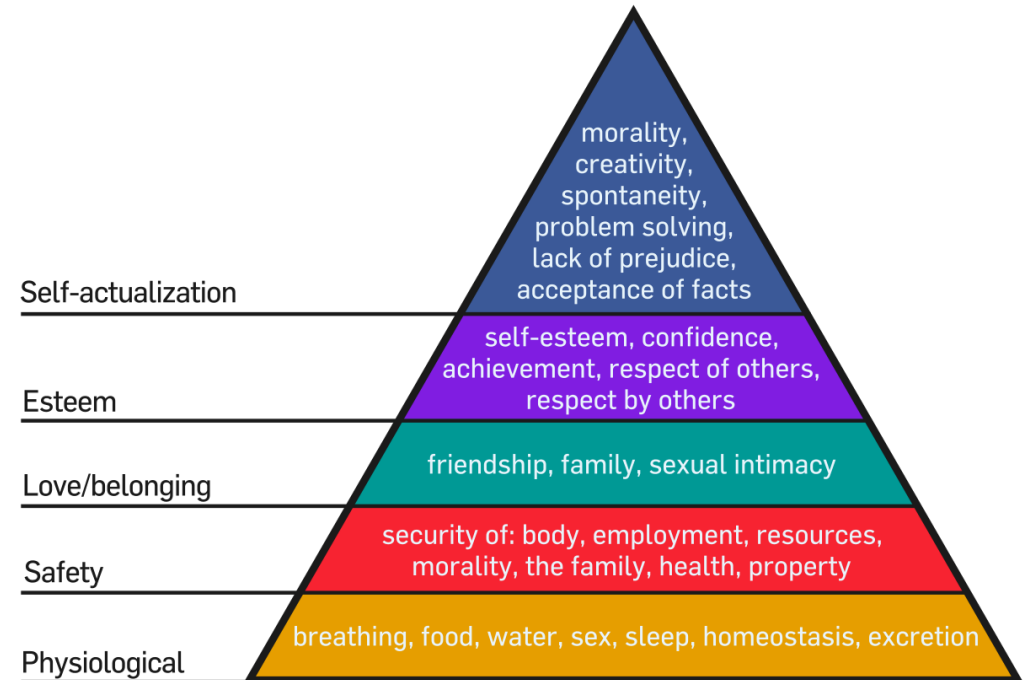 morality,
creativity,
spontaneity,
problem solving,
lack of prejudice,
acceptance of facts
Self-actualization
self-esteem, confidence,
achievement, respect of others,
respect by others
Esteem
friendship, family, sexual intimacy
Love/belonging
security of: body, employment, resources,
morality, the family, health, property
Safety
breathing, food, water, sex, sleep, homeostasis, excretion
Physiological